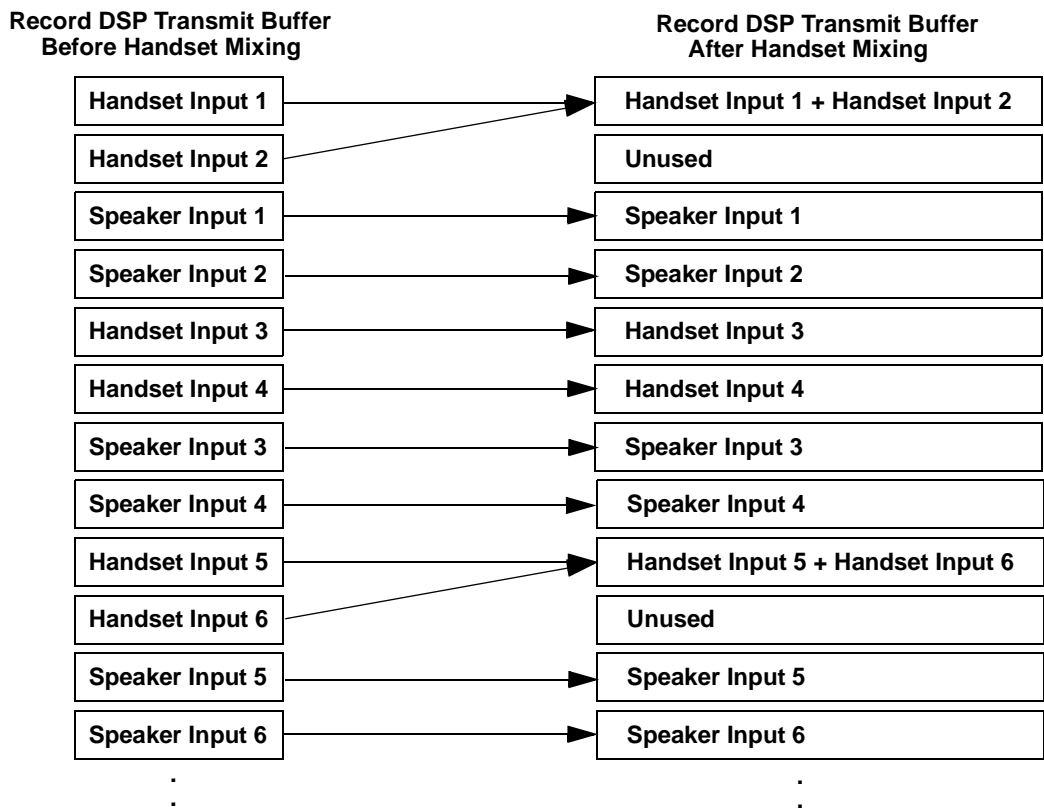 Record DSP Transmit Buffer
Before Handset Mixing
Record DSP Transmit Buffer
After Handset Mixing
Handset Input 1
Handset Input 1 + Handset Input 2
Handset Input 2
Unused
Speaker Input 1
Speaker Input 1
Speaker Input 2
Speaker Input 2
Handset Input 3
Handset Input 3
Handset Input 4
Handset Input 4
Speaker Input 3
Speaker Input 3
Speaker Input 4
Speaker Input 4
Handset Input 5
Handset Input 5 + Handset Input 6
Handset Input 6
Unused
Speaker Input 5
Speaker Input 5
Speaker Input 6
Speaker Input 6
.
.
.
.